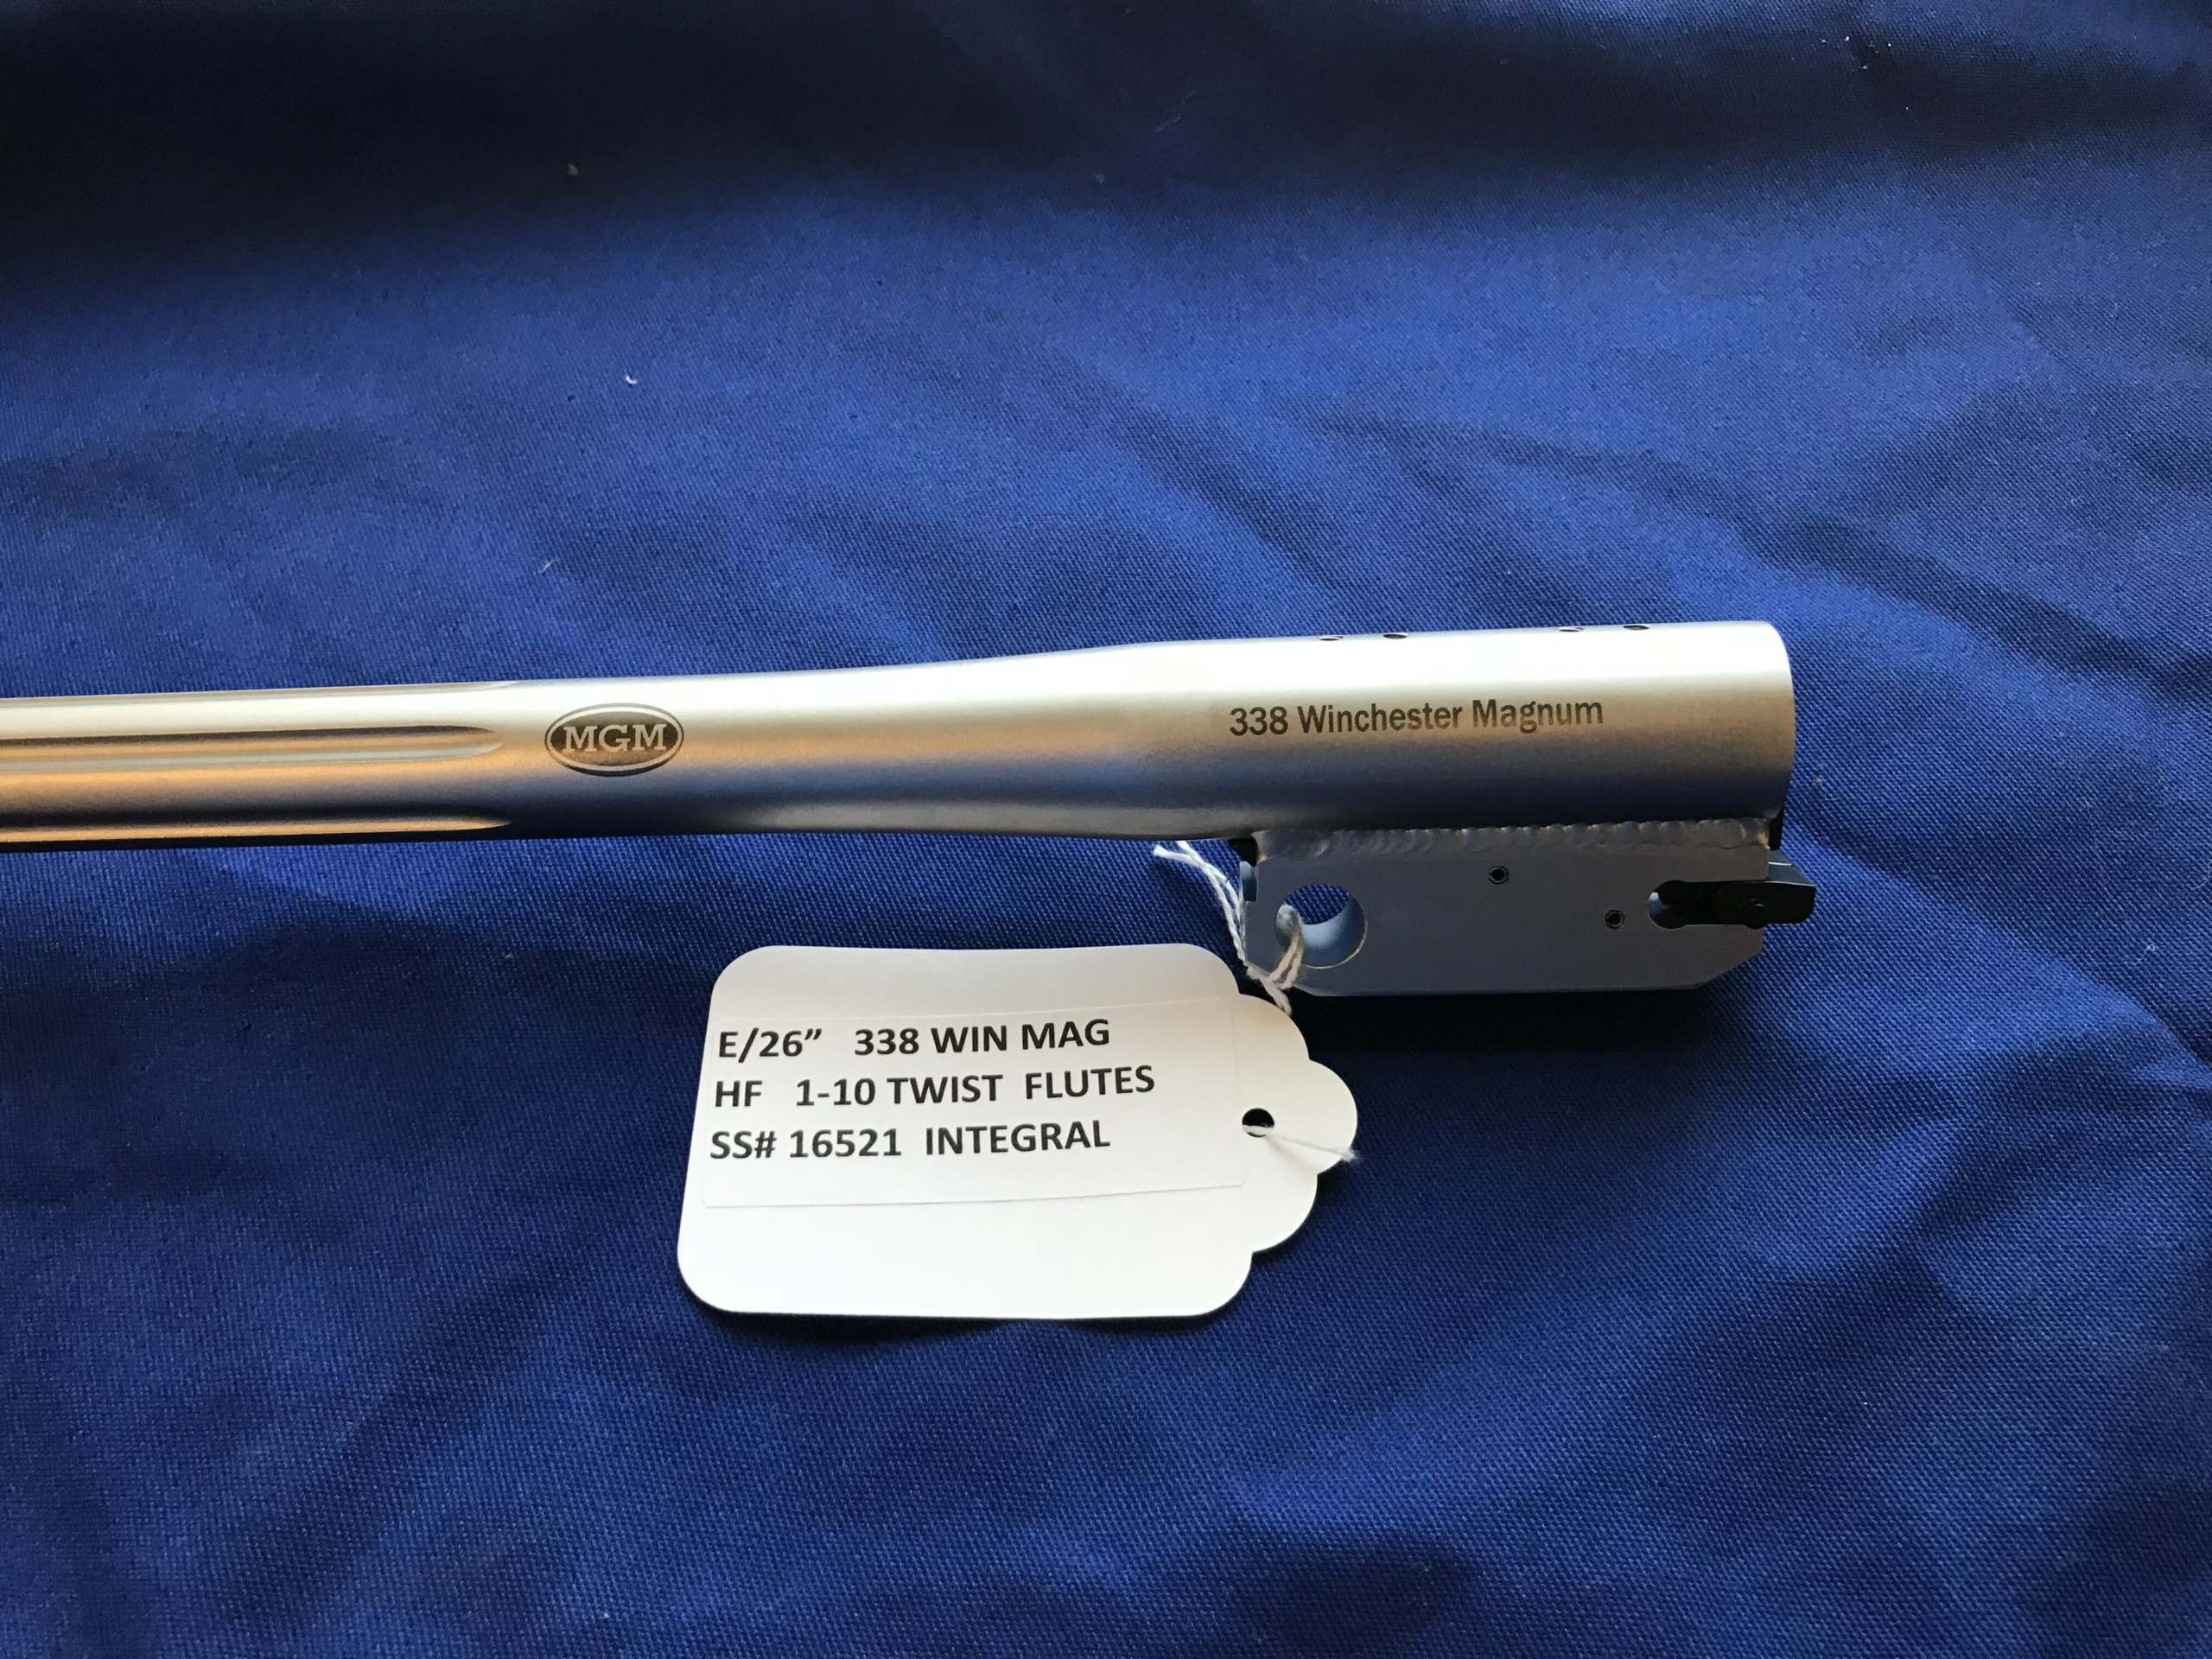 MGM
338 Winchester Magnum
E/26” 338 WIN MAG
HF 1-10 TWIST FLUTES
SS# 16521 INTEGRAL